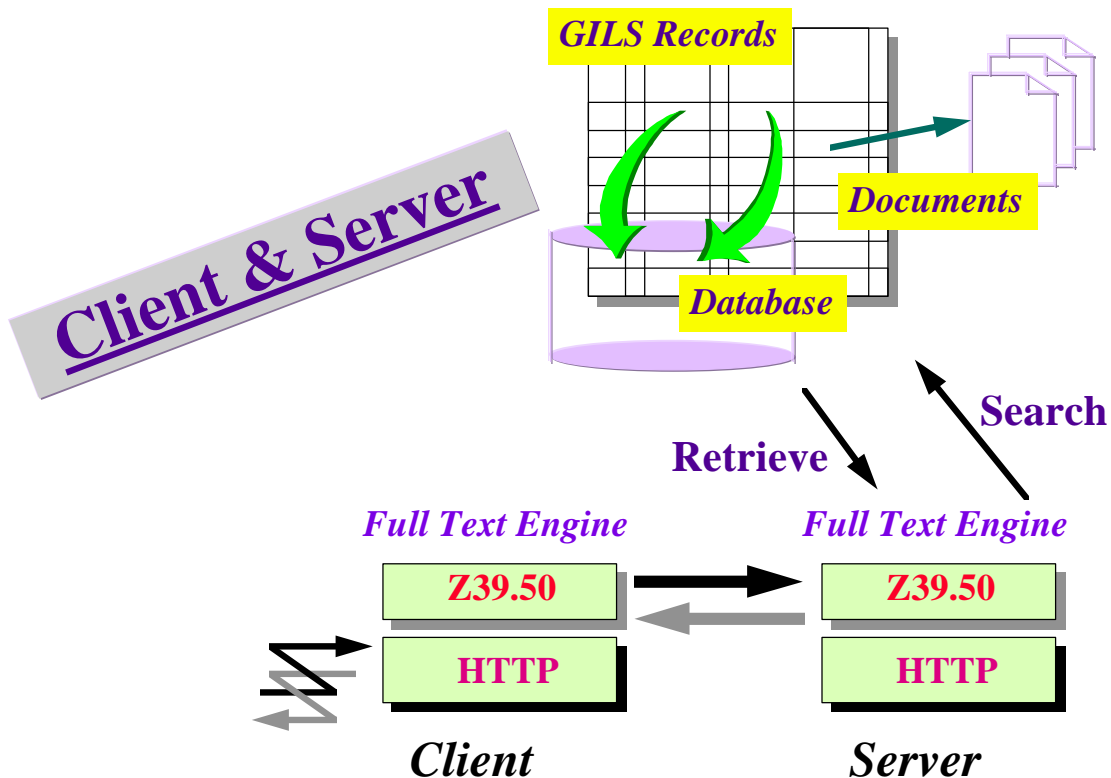 GILS Records
Client & Server
Documents
Database
Search
Retrieve
Full Text Engine
Full Text Engine
Z39.50
Z39.50
HTTP
HTTP
Client
Server